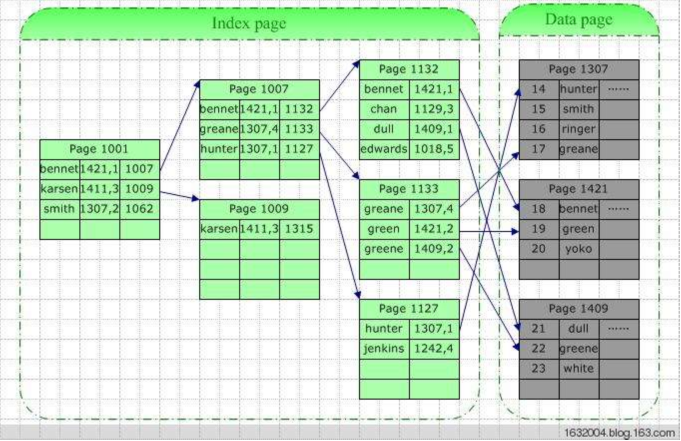 Index page
Data page
Page 1001
bennet 1421,1 1007
karsen 1411,3 1009
smith 1307,2 1062
Page 1007
bennet 1421,1 1132
greane 1307,4 1133
hunter 1307,1 1127
Page 1009
karsen 1411,3 1315
Page 1132
bennet 1421,1
chan 1129,3
dull 1409,1
edwards 1018,5
Page 1133
greane 1307,4
green 1421,2
greene 1409,2
Page 1127
hunter 1307,1
jenkins 1242,4
Page 1307
14 hunter ······
15 smith
16 ringer
17 greane
Page 1421
18 bennet ······
19 green
20 yoko
Page 1409
21 dull ······
22 greene
23 white
1632004.blog.163.com